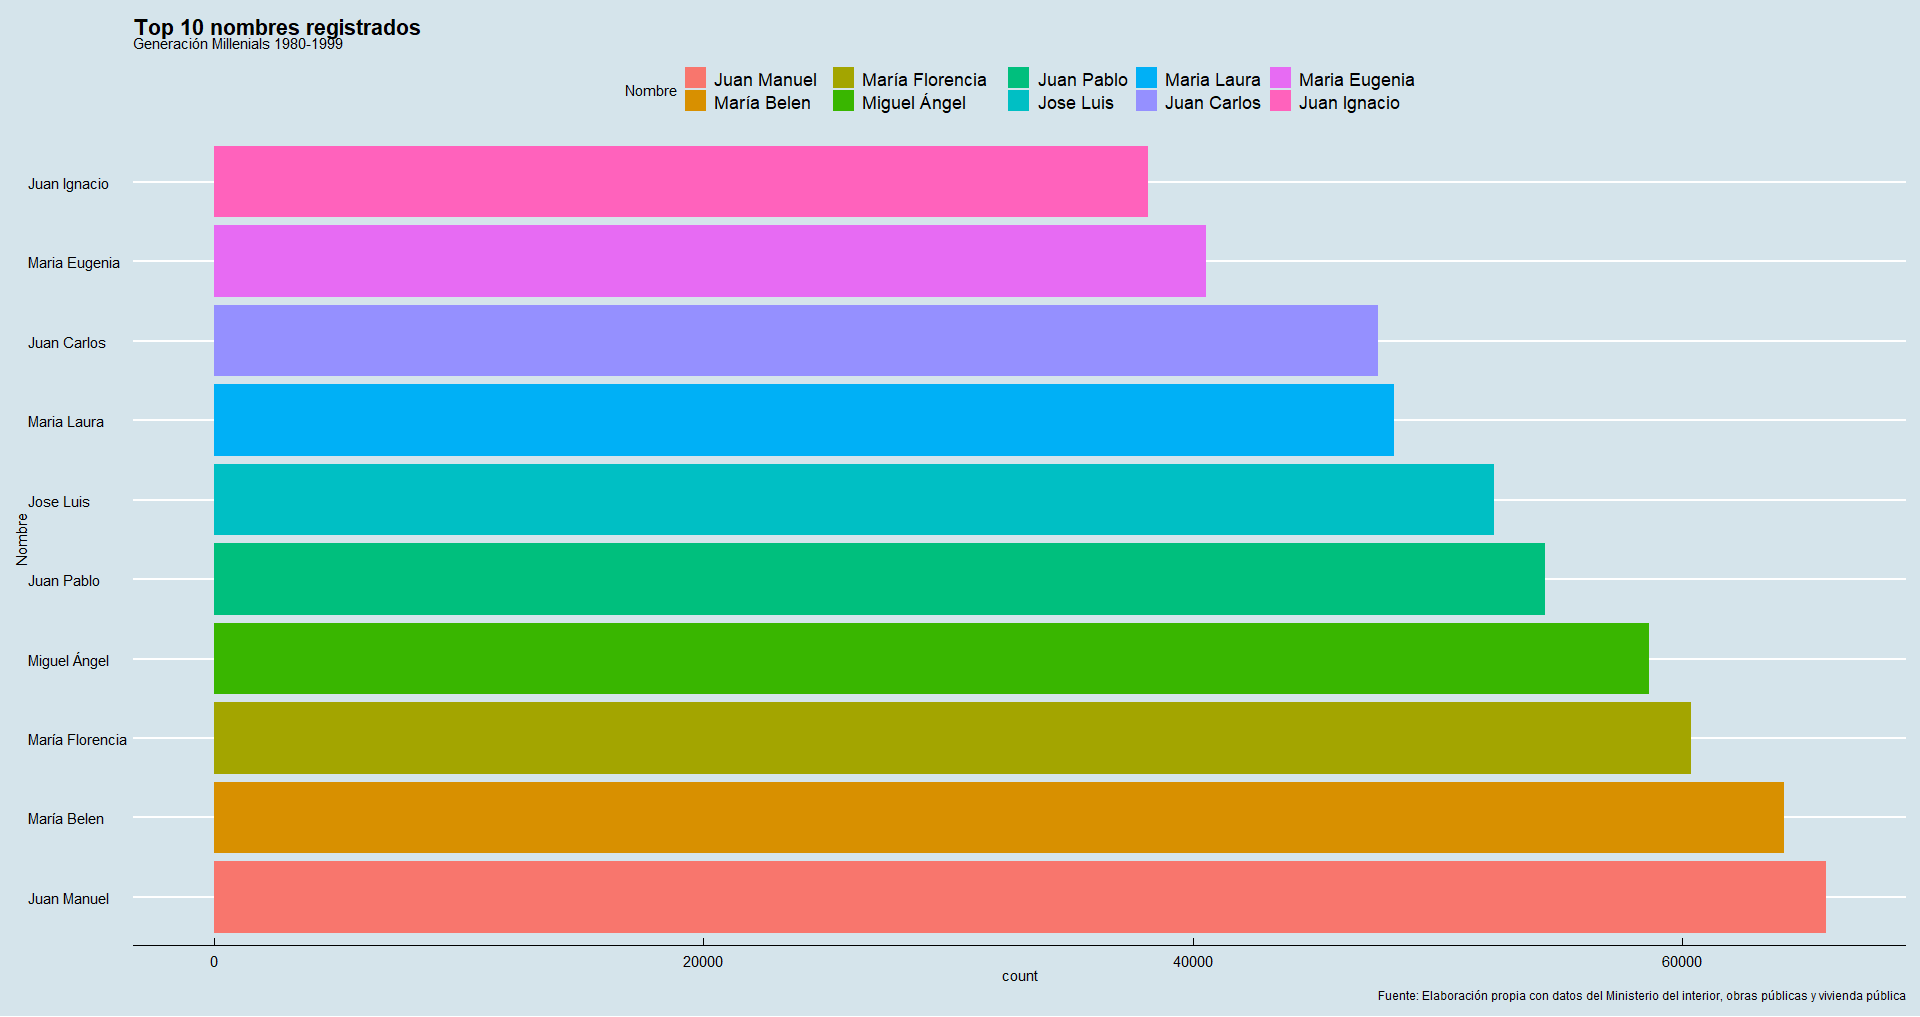 Top 10 nombres registrados
Generación Millenials 1980-1999
Nombre
Juan Manuel María Florencia Juan Pablo Maria Laura Maria Eugenia
María Belen Miguel Ángel Jose Luis Juan Carlos Juan Ignacio
Juan Ignacio
Maria Eugenia
Juan Carlos
Maria Laura
Jose Luis
Nombre
Juan Pablo
Miguel Ángel
María Florencia
María Belen
Juan Manuel
0 20000 40000 60000
count
Fuente: Elaboración propia con datos del Ministerio del interior, obras públicas y vivienda pública